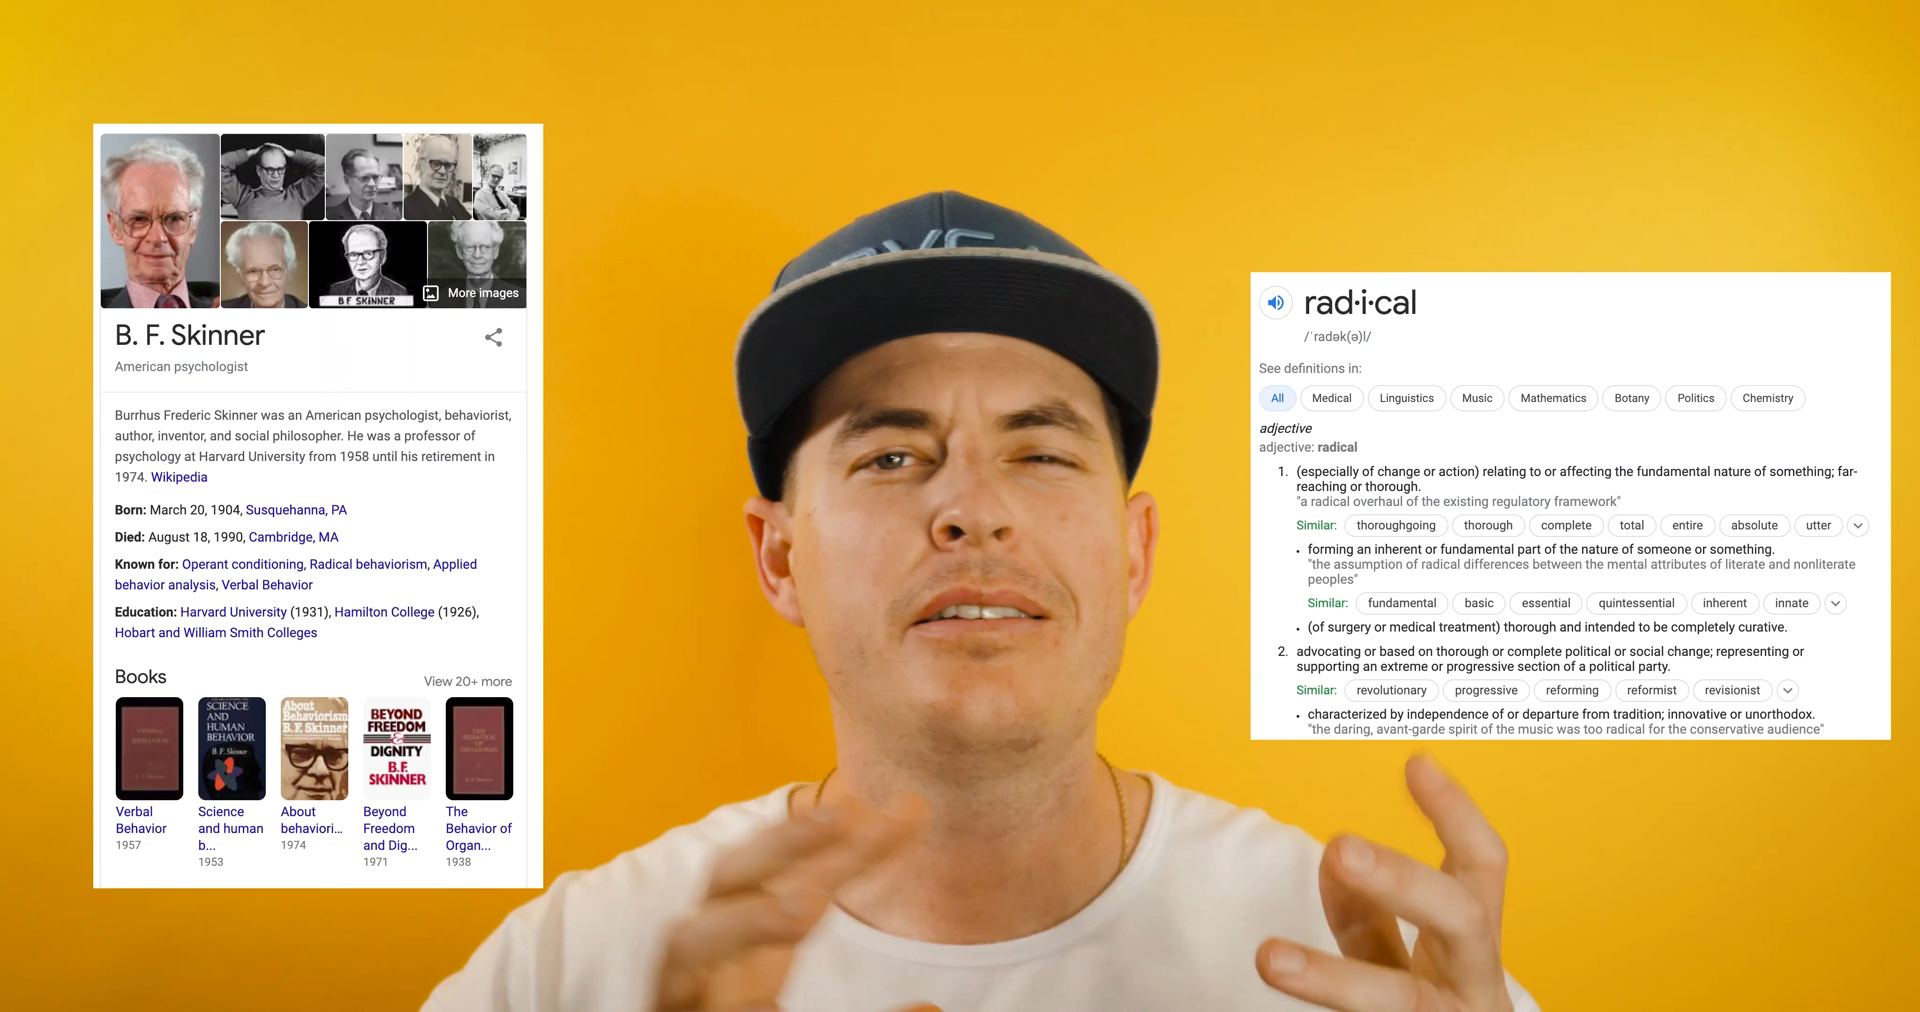 B F SKINNER
More images
B. F. Skinner
American psychologist
Burrhus Frederic Skinner was an American psychologist, behaviorist,
author, inventor, and social philosopher. He was a professor of
psychology at Harvard University from 1958 until his retirement in
1974. Wikipedia
Born: March 20, 1904, Susquehanna, PA
Died: August 18, 1990, Cambridge, MA
Known for: Operant conditioning, Radical behaviorism, Applied
behavior analysis, Verbal Behavior
Education: Harvard University (1931), Hamilton College (1926),
Hobart and William Smith Colleges
Books
View 20+ more
VERBAL
BEHAVIOR
SCIENCE
AND
HUMAN
BEHAVIOR
B. F. Skinner
About
Behaviorism
B. F. Skinner
BEYOND
FREEDOM
&
DIGNITY
B.F.
SKINNER
THE
BEHAVIOR
OF
ORGANISMS
Verbal
Behavior
1957
Science
and human
b...
1953
About
behaviori...
1974
Beyond
Freedom
and Dig...
1971
The
Behavior of
Organ...
1938
rad·i·cal
/ˈradək(ə)l/
See definitions in:
All Medical Linguistics Music Mathematics Botany Politics Chemistry
adjective
adjective: radical
1. (especially of change or action) relating to or affecting the fundamental nature of something; far-
reaching or thorough.
"a radical overhaul of the existing regulatory framework"
Similar: thoroughgoing thorough complete total entire absolute utter
• forming an inherent or fundamental part of the nature of someone or something.
"the assumption of radical differences between the mental attributes of literate and nonliterate
peoples"
Similar: fundamental basic essential quintessential inherent innate
• (of surgery or medical treatment) thorough and intended to be completely curative.
2. advocating or based on thorough or complete political or social change; representing or
supporting an extreme or progressive section of a political party.
Similar: revolutionary progressive reforming reformist revisionist
• characterized by independence of or departure from tradition; innovative or unorthodox.
"the daring, avant-garde spirit of the music was too radical for the conservative audience"